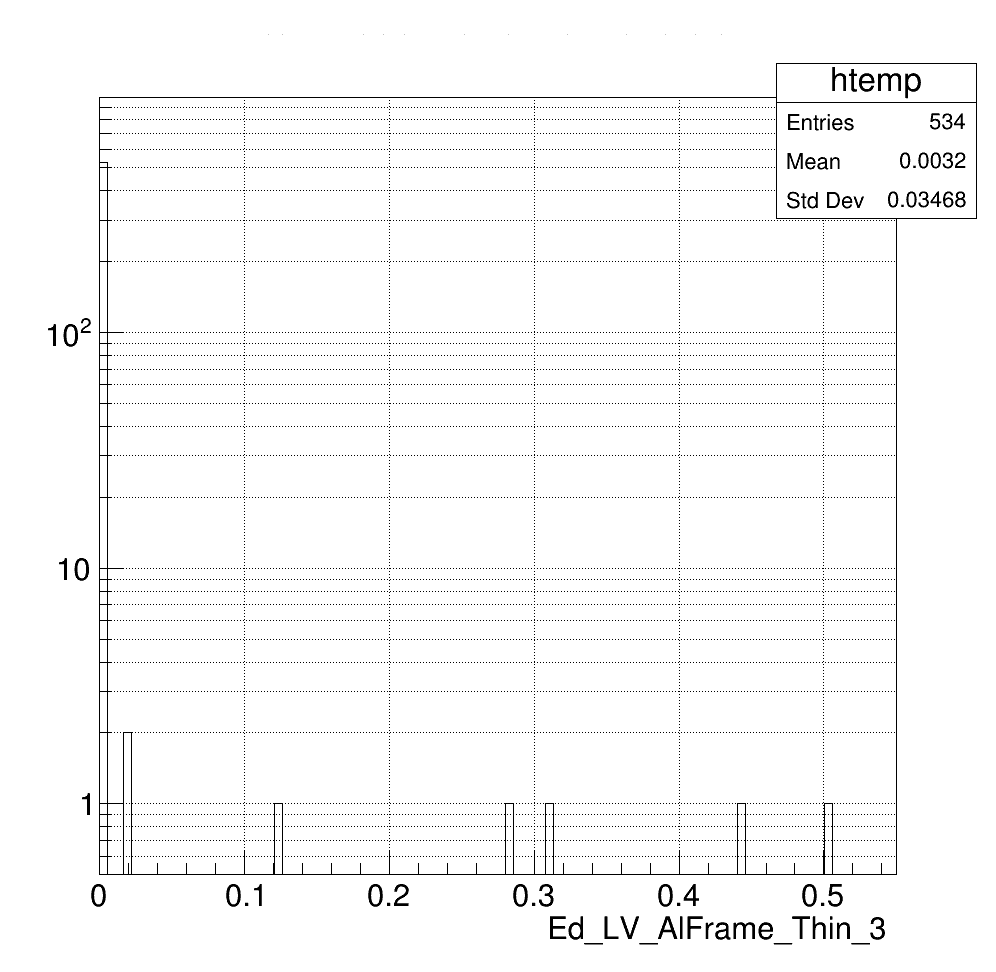 htemp
Entries 534
Mean 0.0032
Std Dev 0.03468
10²
10
1
0 0.1 0.2 0.3 0.4 0.5
Ed_LV_AlFrame_Thin_3